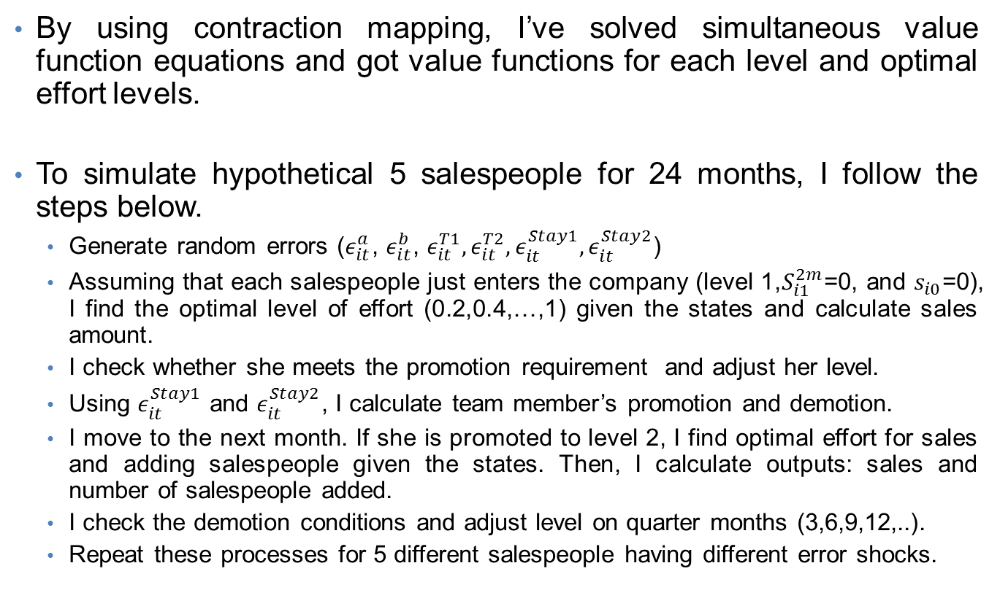 • By using contraction mapping, I've solved simultaneous value
function equations and got value functions for each level and optimal
effort levels.
• To simulate hypothetical 5 salespeople for 24 months, I follow the
steps below.
• Generate random errors (ϵ_{it}^{a}, ϵ_{it}^{b}, ϵ_{it}^{T1}, ϵ_{it}^{T2}, ϵ_{it}^{Stay1}, ϵ_{it}^{Stay2})
• Assuming that each salespeople just enters the company (level 1,S_{i1}^{2m}=0, and s_{i0}=0),
I find the optimal level of effort (0.2,0.4,…,1) given the states and calculate sales
amount.
• I check whether she meets the promotion requirement and adjust her level.
• Using ϵ_{it}^{Stay1} and ϵ_{it}^{Stay2}, I calculate team member's promotion and demotion.
• I move to the next month. If she is promoted to level 2, I find optimal effort for sales
and adding salespeople given the states. Then, I calculate outputs: sales and
number of salespeople added.
• I check the demotion conditions and adjust level on quarter months (3,6,9,12,..).
• Repeat these processes for 5 different salespeople having different error shocks.